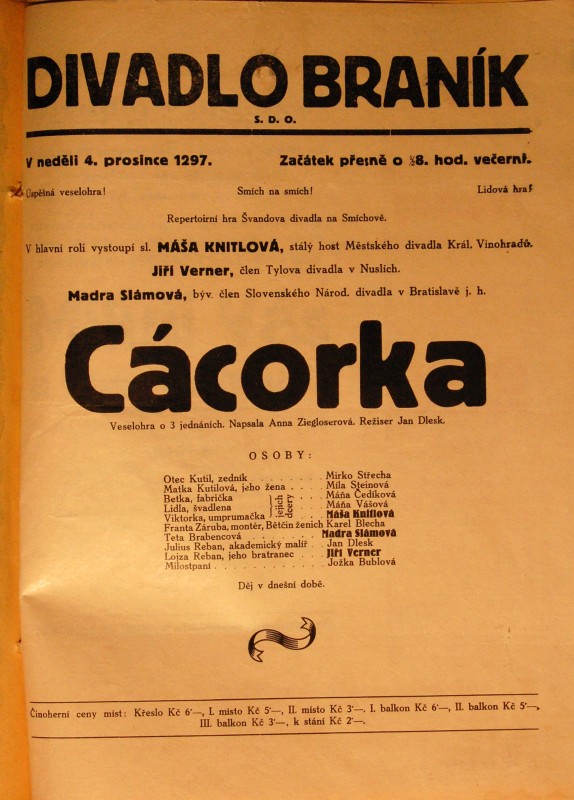 DIVADLO BRANÍK
S. D. O.
V neděli 4. prosince 1297. Začátek přesně o ½8. hod. večerní.
Úspěšná veselohra! Smích na smích! Lidová hra!
Repertoirní hra Švandova divadla na Smíchově.
V hlavní roli vystoupí sl. MÁŠA KNITLOVÁ, stálý host Městského divadla Král. Vinohradů.
Jiří Verner, člen Tylova divadla v Nuslích.
Madra Slámová, býv. člen Slovenského Národ. divadla v Bratislavě j. h.
Cácorka
Veselohra o 3 jednáních. Napsala Anna Ziegloserová. Režiser Jan Dlesk.
OSOBY:
Otec Kutil, zedník . . . . . . . . Mirko Střecha
Matka Kutilová, jeho žena . . . . Míla Steinová
Betka, fabrička } jejich dcery . . . . Máňa Čedíková
Lidla, švadlena . . . . Máňa Vášová
Viktorka, umprumačka . . . . Máša Knitlová
Franta Záruba, montér, Bětčin ženich Karel Blecha
Teta Brabencová . . . . . . . . Madra Slámová
Julius Reban, akademický malíř . . Jan Dlesk
Lojza Reban, jeho bratranec . . . Jiří Verner
Milostpaní . . . . . . . . . . Jožka Bublová
Děj v dnešní době.
Činoherní ceny míst: Křeslo Kč 6·—, I. místo Kč 5·—, II. místo Kč 3·—. I. balkon Kč 6·—, II. balkon Kč 5·—,
III. balkon Kč 3·—, k stání Kč 2·—.